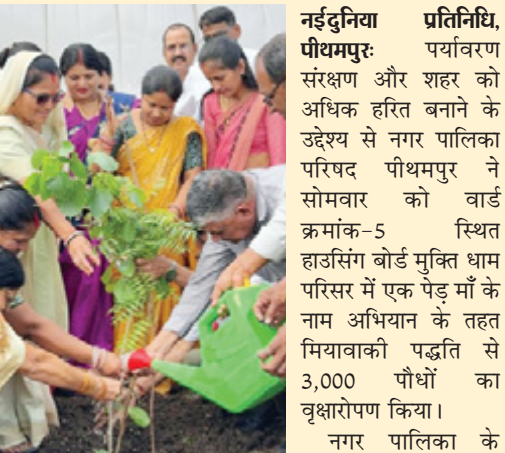 नईदुनिया प्रतिनिधि,
पीथमपुरः पर्यावरण
संरक्षण और शहर को
अधिक हरित बनाने के
उद्देश्य से नगर पालिका
परिषद पीथमपुर ने
सोमवार को वार्ड
क्रमांक-5 स्थित
हाउसिंग बोर्ड मुक्ति धाम
परिसर में एक पेड़ माँ के
नाम अभियान के तहत
मियावाकी पद्धति से
3,000 पौधों का
वृक्षारोपण किया।
नगर पालिका के